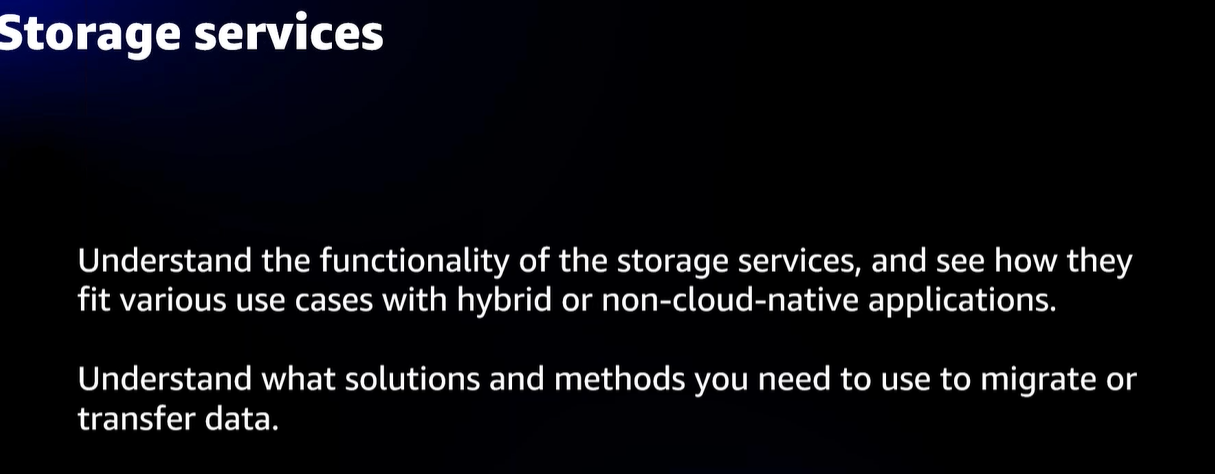 Storage services
Understand the functionality of the storage services, and see how they
fit various use cases with hybrid or non-cloud-native applications.
Understand what solutions and methods you need to use to migrate or
transfer data.